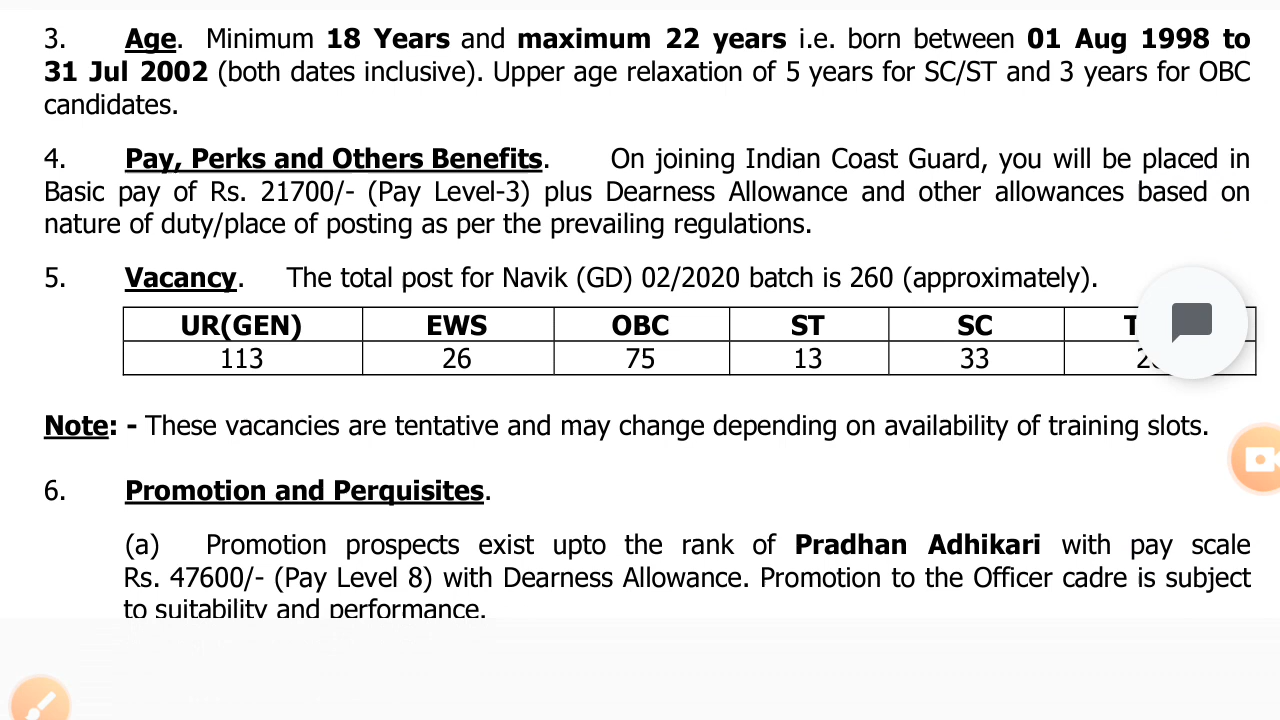 3. Age. Minimum 18 Years and maximum 22 years i.e. born between 01 Aug 1998 to
31 Jul 2002 (both dates inclusive). Upper age relaxation of 5 years for SC/ST and 3 years for OBC
candidates.
4. Pay, Perks and Others Benefits. On joining Indian Coast Guard, you will be placed in
Basic pay of Rs. 21700/- (Pay Level-3) plus Dearness Allowance and other allowances based on
nature of duty/place of posting as per the prevailing regulations.
5. Vacancy. The total post for Navik (GD) 02/2020 batch is 260 (approximately).
UR(GEN) EWS OBC ST SC
113 26 75 13 33
Note: - These vacancies are tentative and may change depending on availability of training slots.
6. Promotion and Perquisites.
(a) Promotion prospects exist upto the rank of Pradhan Adhikari with pay scale
Rs. 47600/- (Pay Level 8) with Dearness Allowance. Promotion to the Officer cadre is subject
to suitability and performance.